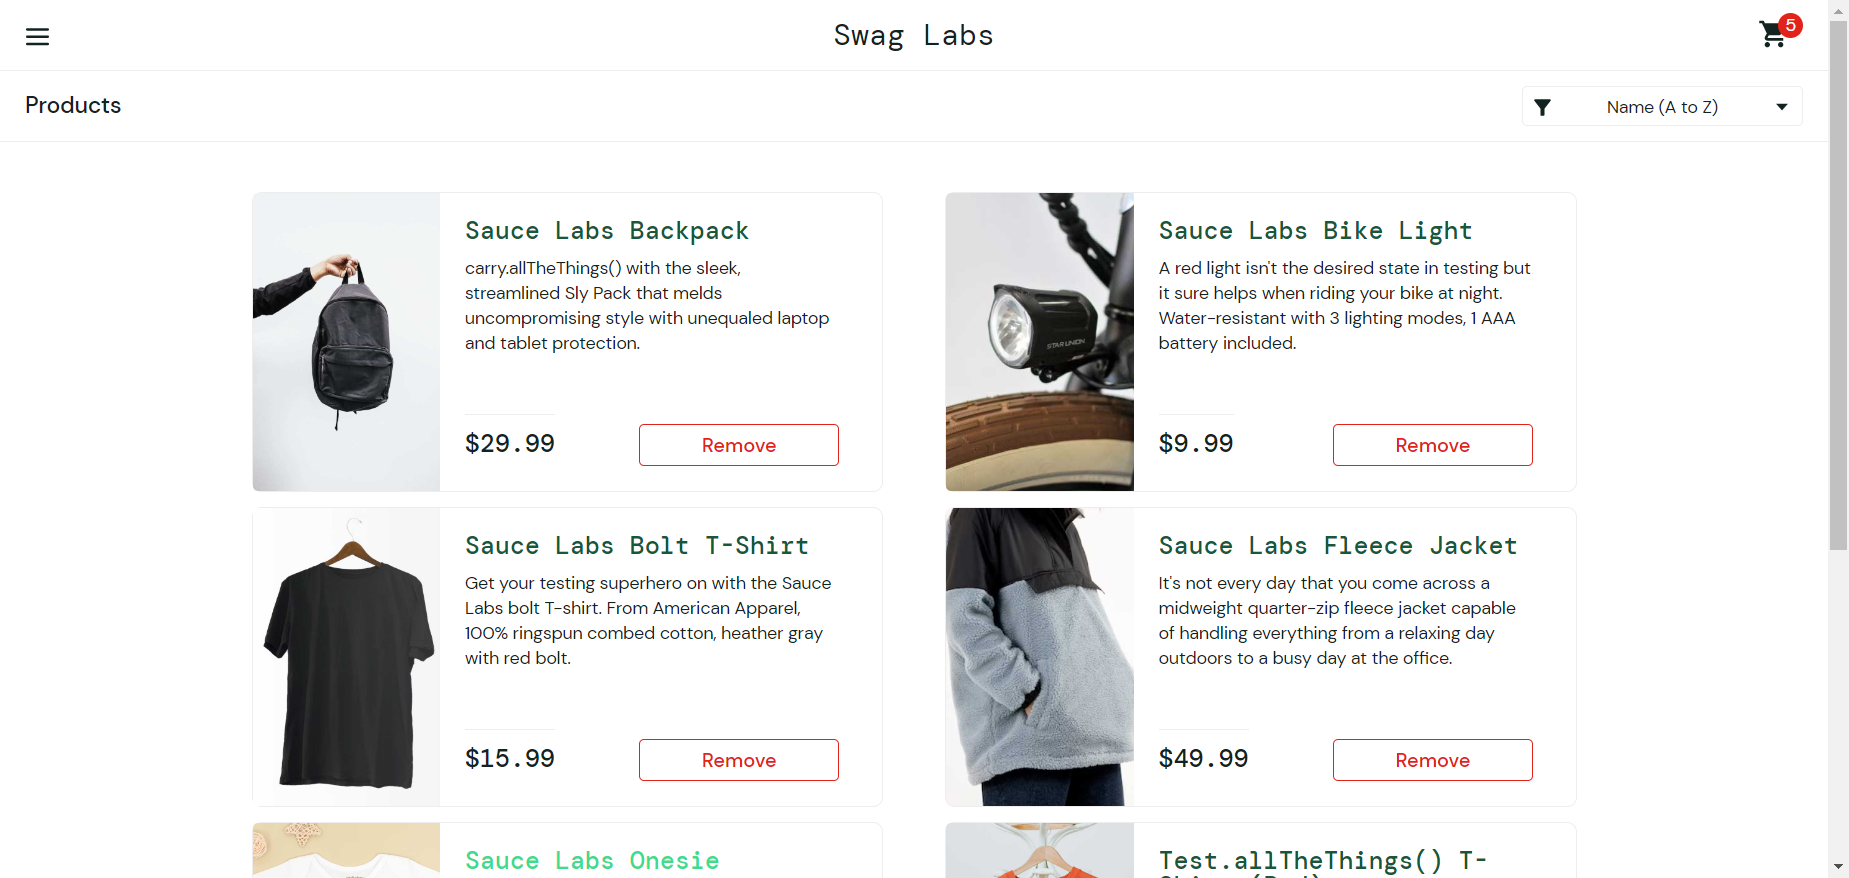 Swag Labs
5
Products
Name (A to Z)
Sauce Labs Backpack
carry.allTheThings() with the sleek,
streamlined Sly Pack that melds
uncompromising style with unequaled laptop
and tablet protection.
$29.99
Remove
Sauce Labs Bike Light
A red light isn't the desired state in testing but
it sure helps when riding your bike at night.
Water-resistant with 3 lighting modes, 1 AAA
battery included.
STAR UNION
$9.99
Remove
Sauce Labs Bolt T-Shirt
Get your testing superhero on with the Sauce
Labs bolt T-shirt. From American Apparel,
100% ringspun combed cotton, heather gray
with red bolt.
$15.99
Remove
Sauce Labs Fleece Jacket
It's not every day that you come across a
midweight quarter-zip fleece jacket capable
of handling everything from a relaxing day
outdoors to a busy day at the office.
$49.99
Remove
Sauce Labs Onesie
Test.allTheThings() T-